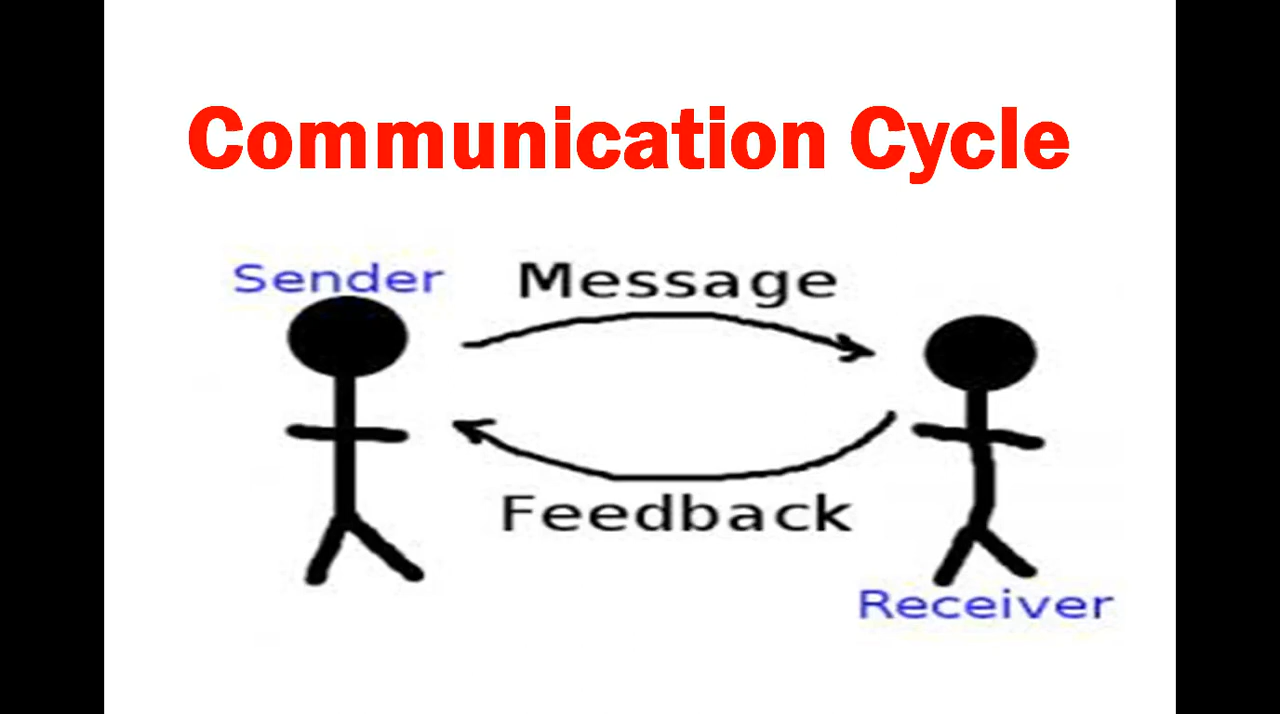 Communication Cycle
Sender
Message
Feedback
Receiver